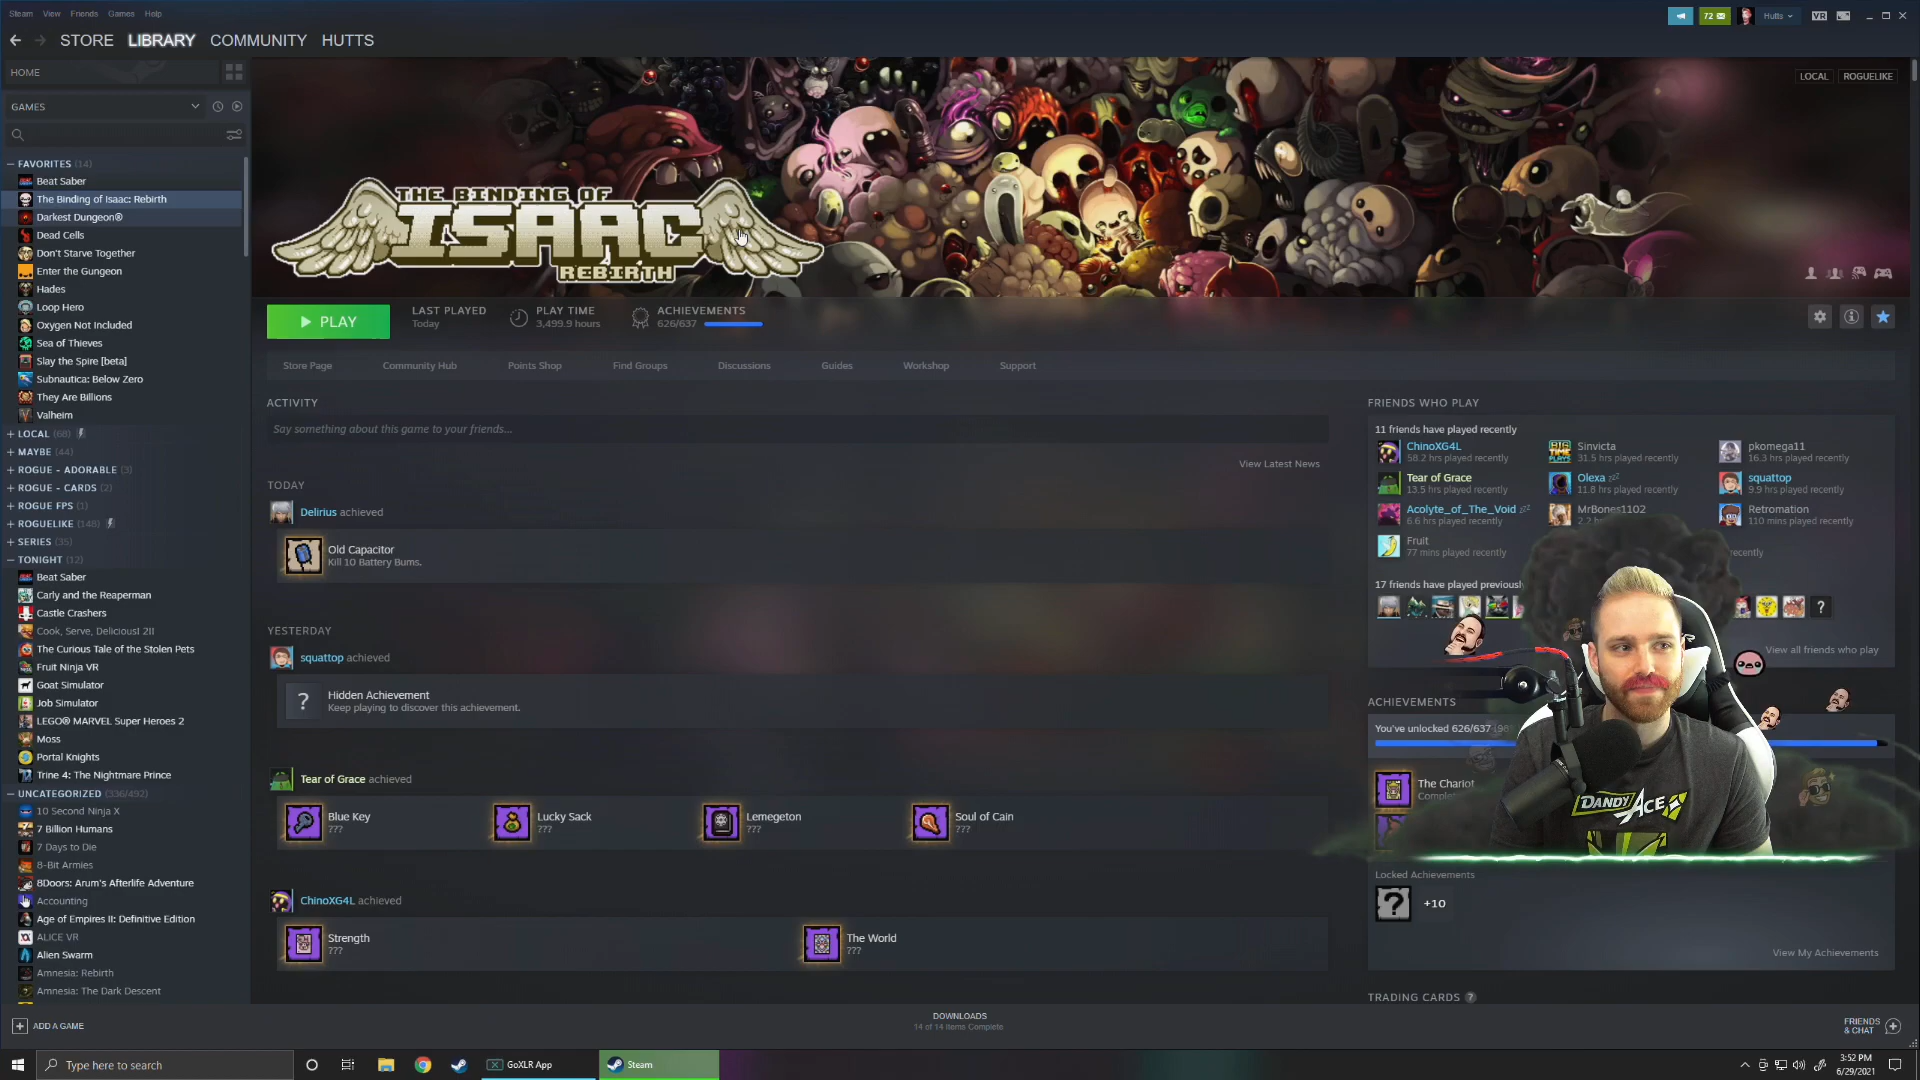 Steam View Friends Games Help
72
Hutts
VR
STORE LIBRARY COMMUNITY HUTTS
HOME
GAMES
FAVORITES (14)
Beat Saber
The Binding of Isaac: Rebirth
Darkest Dungeon®
Dead Cells
Don't Starve Together
Enter the Gungeon
Hades
Loop Hero
Oxygen Not Included
Sea of Thieves
Slay the Spire [beta]
Subnautica: Below Zero
They Are Billions
Valheim
LOCAL (68)
MAYBE (44)
ROGUE - ADORABLE (3)
ROGUE - CARDS (2)
ROGUE FPS (1)
ROGUELIKE (148)
SERIES (35)
TONIGHT (12)
Beat Saber
Carly and the Reaperman
Castle Crashers
Cook, Serve, Delicious! 2!!
The Curious Tale of the Stolen Pets
Fruit Ninja VR
Goat Simulator
Job Simulator
LEGO® MARVEL Super Heroes 2
Moss
Portal Knights
Trine 4: The Nightmare Prince
UNCATEGORIZED (336/492)
10 Second Ninja X
7 Billion Humans
7 Days to Die
8-Bit Armies
8Doors: Arum's Afterlife Adventure
Accounting
Age of Empires II: Definitive Edition
ALICE VR
Alien Swarm
Amnesia: Rebirth
Amnesia: The Dark Descent
+ ADD A GAME
LOCAL ROGUELIKE
THE BINDING OF
ISAAC
REBIRTH
PLAY
LAST PLAYED
Today
PLAY TIME
3,499.9 hours
ACHIEVEMENTS
626/637
Store Page Community Hub Points Shop Find Groups Discussions Guides Workshop Support
ACTIVITY
Say something about this game to your friends...
View Latest News
TODAY
Delirius achieved
Old Capacitor
Kill 10 Battery Bums.
YESTERDAY
squattop achieved
?
Hidden Achievement
Keep playing to discover this achievement.
Tear of Grace achieved
Blue Key
???
Lucky Sack
???
Lemegeton
???
Soul of Cain
???
ChinoXG4L achieved
Strength
???
The World
???
FRIENDS WHO PLAY
11 friends have played recently
ChinoXG4L
58.2 hrs played recently
Sinvicta
31.5 hrs played recently
pkomega11
16.3 hrs played recently
Tear of Grace
13.5 hrs played recently
Olexa
11.8 hrs played recently
squattop
9.9 hrs played recently
Acolyte_of_The_Void
6.6 hrs played recently
MrBones1102
2.2
Retromation
110 mins played recently
Fruit
77 mins played recently
recently
17 friends have played previously
?
View all friends who play
ACHIEVEMENTS
You've unlocked 626/637
The Chariot
DANDY ACE
Locked Achievements
?
+10
View My Achievements
TRADING CARDS ?
DOWNLOADS
14 of 14 Items Complete
FRIENDS
& CHAT
Type here to search
GoXLR App
Steam
3:52 PM
6/29/2021